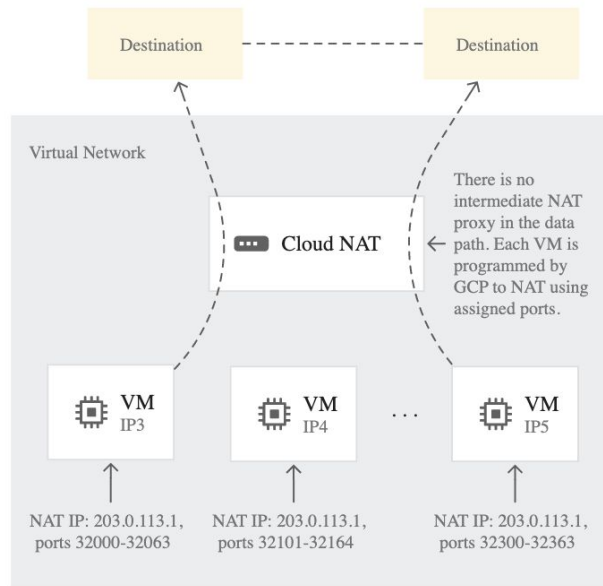 Destination
Destination
Virtual Network
There is no
intermediate NAT
proxy in the data
path. Each VM is
programmed by
GCP to NAT using
assigned ports.
Cloud NAT
VM
IP3
VM
IP4
...
VM
IP5
NAT IP: 203.0.113.1,
ports 32000-32063
NAT IP: 203.0.113.1,
ports 32101-32164
NAT IP: 203.0.113.1,
ports 32300-32363